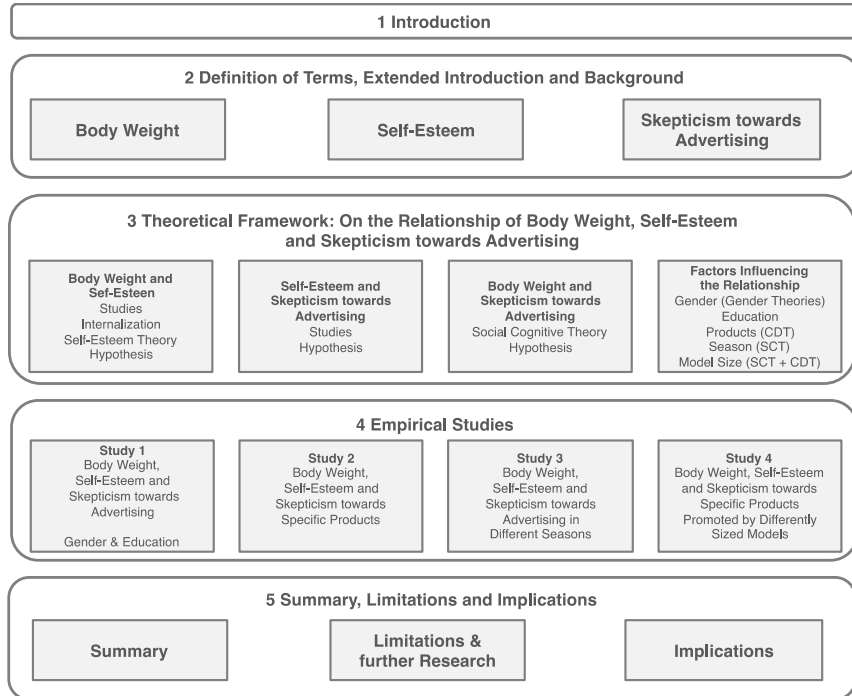 1 Introduction
2 Definition of Terms, Extended Introduction and Background
Body Weight
Self-Esteem
Skepticism towards
Advertising
3 Theoretical Framework: On the Relationship of Body Weight, Self-Esteem
and Skepticism towards Advertising
Body Weight and
Sef-Esteen
Studies
Internalization
Self-Esteem Theory
Hypothesis
Self-Esteem and
Skepticism towards
Advertising
Studies
Hypothesis
Body Weight and
Skepticism towards
Advertising
Social Cognitive Theory
Hypothesis
Factors Influencing
the Relationship
Gender (Gender Theories)
Education
Products (CDT)
Season (SCT)
Model Size (SCT + CDT)
4 Empirical Studies
Study 1
Body Weight,
Self-Esteem and
Skepticism towards
Advertising
Gender & Education
Study 2
Body Weight,
Self-Esteem and
Skepticism towards
Specific Products
Study 3
Body Weight,
Self-Esteem and
Skepticism towards
Advertising in
Different Seasons
Study 4
Body Weight, Self-Esteem
and Skepticism towards
Specific Products
Promoted by Differently
Sized Models
5 Summary, Limitations and Implications
Summary
Limitations &
further Research
Implications